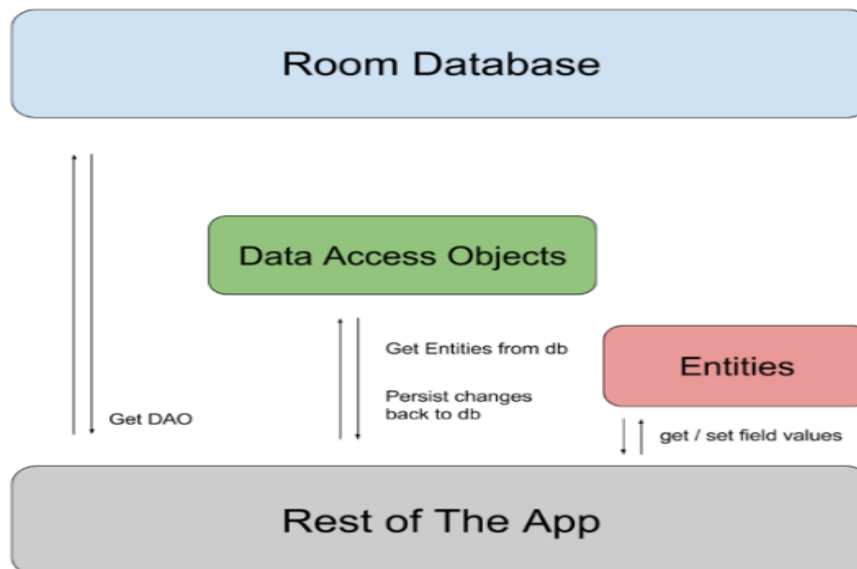 Room Database
Data Access Objects
Get Entities from db
Entities
Persist changes
back to db
Get DAO
get / set field values
Rest of The App